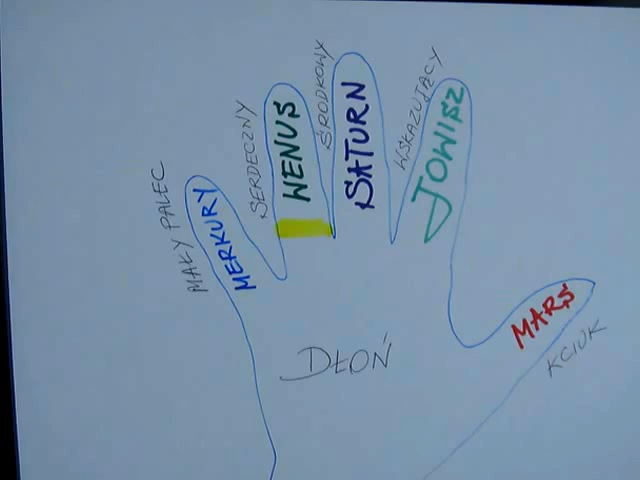 MAŁY PALEC
MERKURY
SERDECZNY
WENUS
ŚRODKOWY
SATURN
WSKAZUJĄCY
JOWISZ
MARS
KCIUK
DŁOŃ